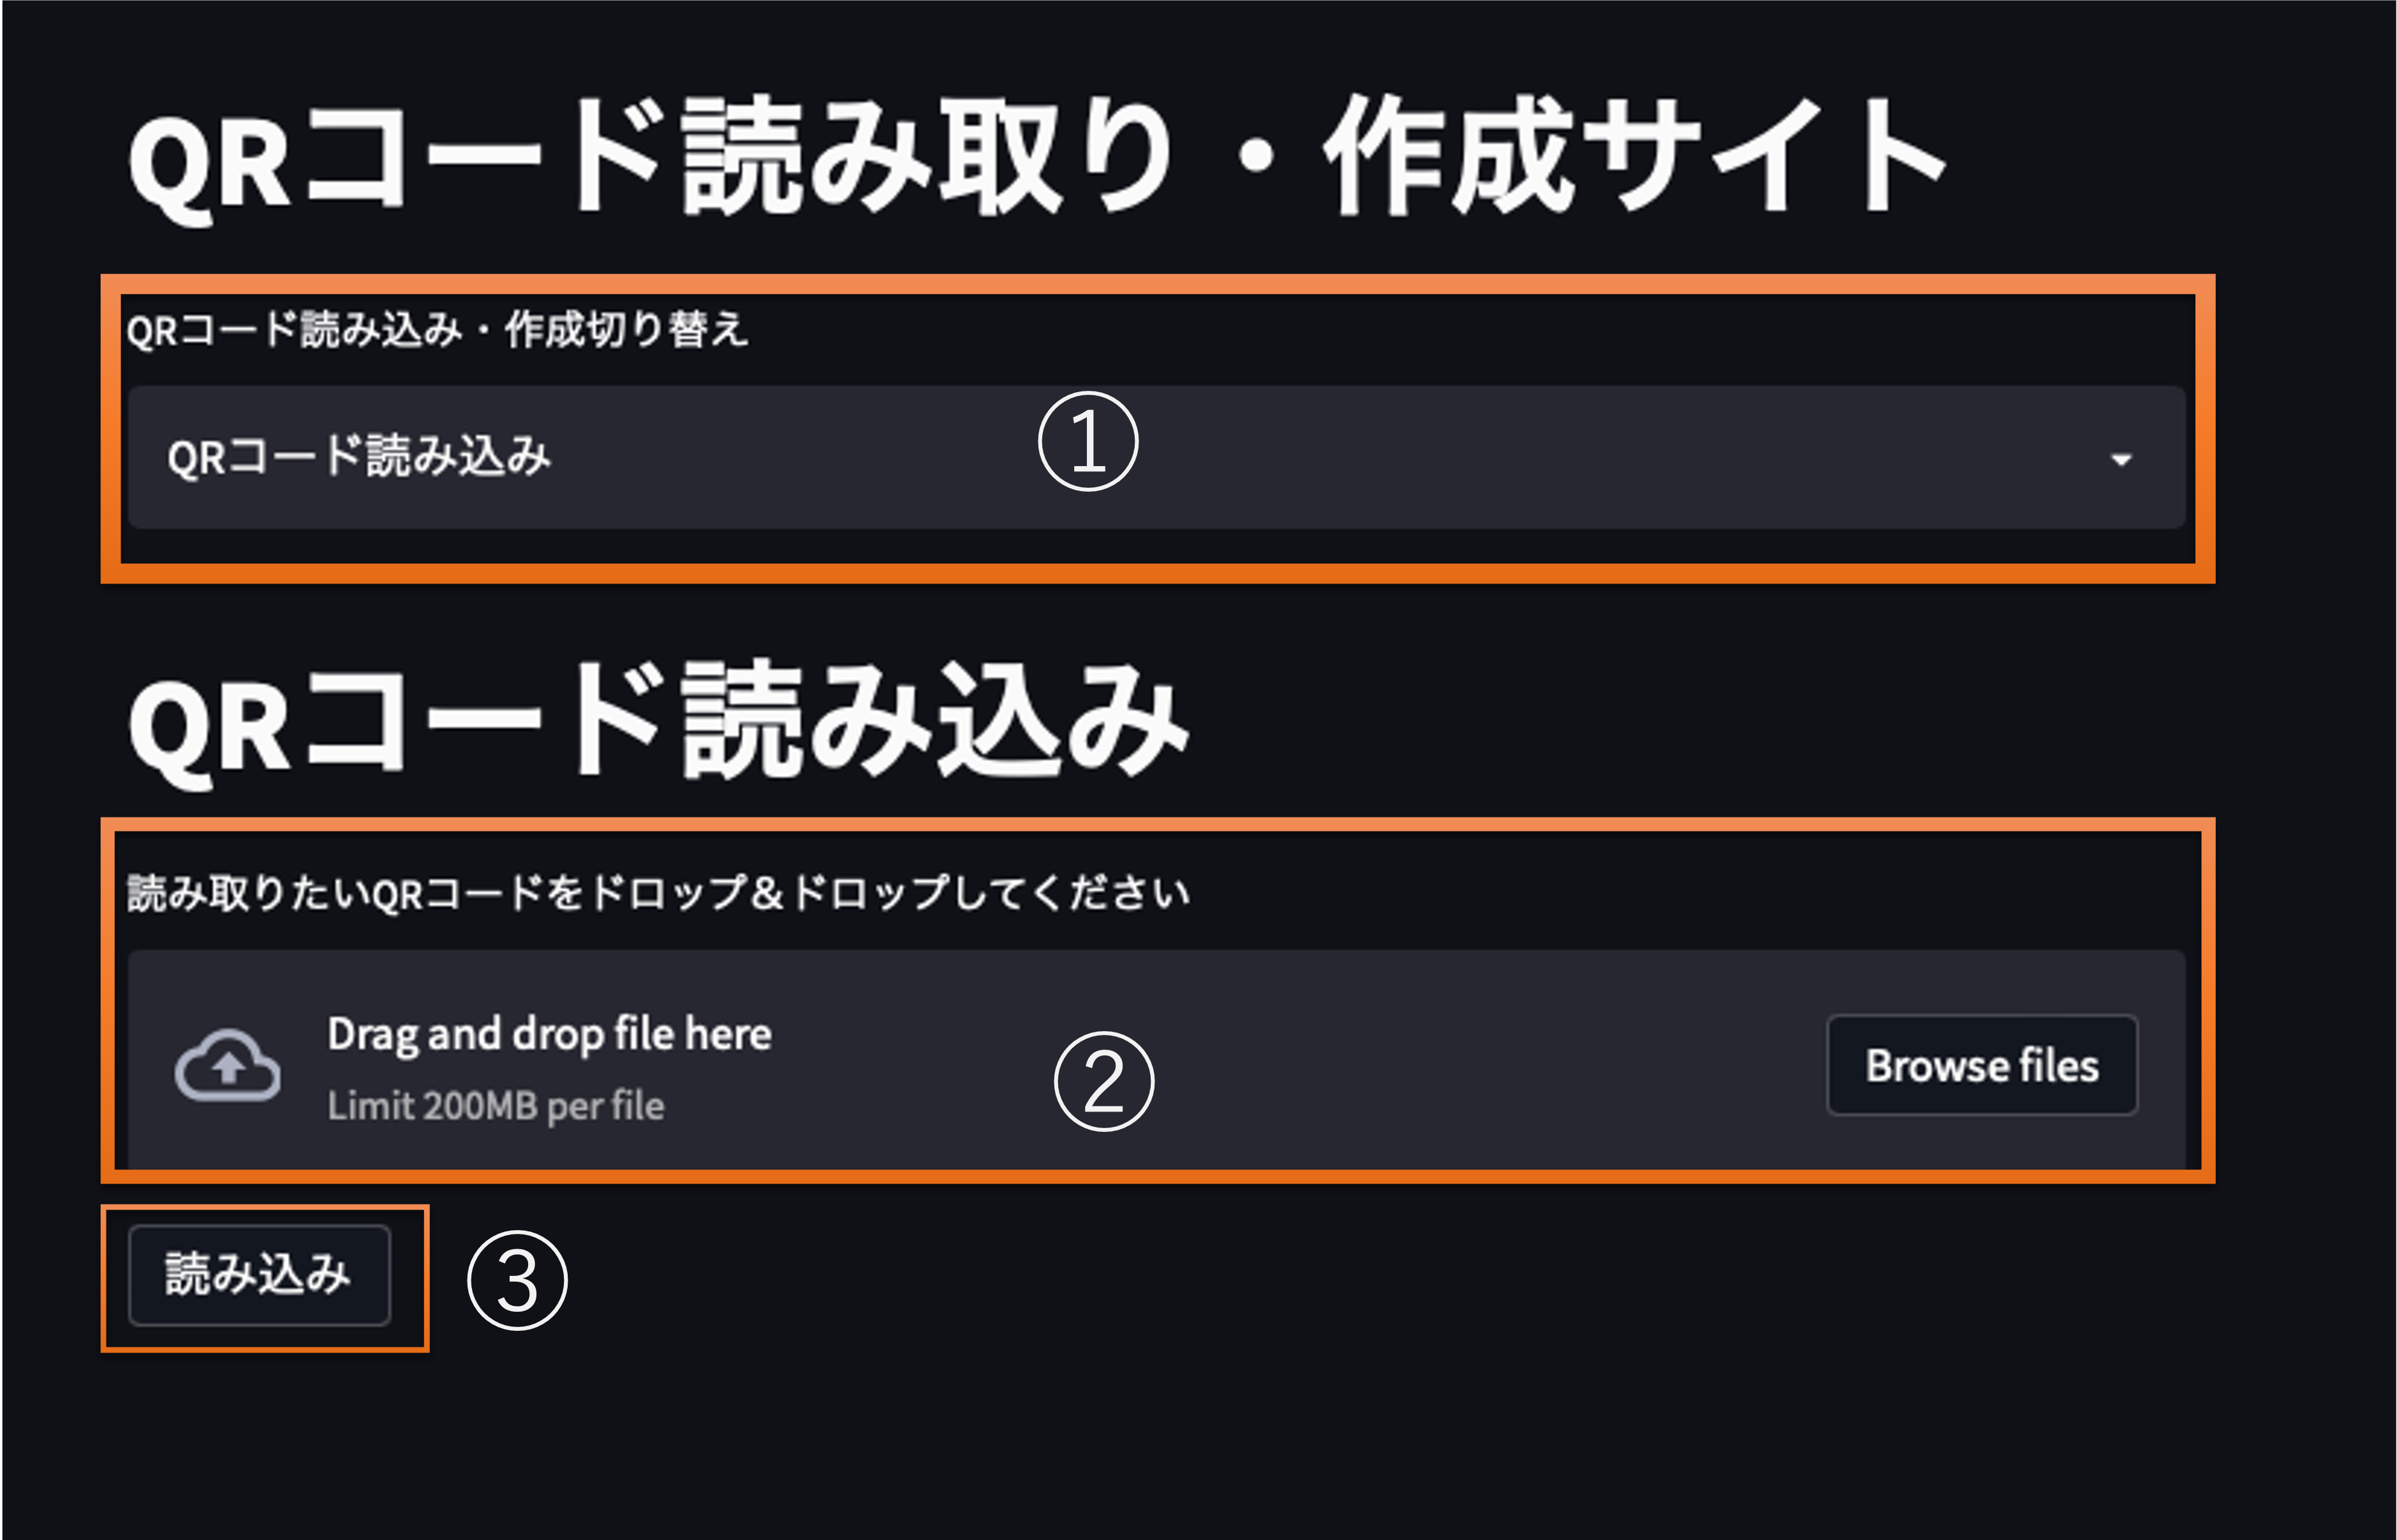 QRコード読み取り・作成サイト
QRコード読み込み・作成切り替え
QRコード読み込み
①
QRコード読み込み
読み取りたいQRコードをドロップ＆ドロップしてください
Drag and drop file here
Limit 200MB per file
②
Browse files
読み込み
③